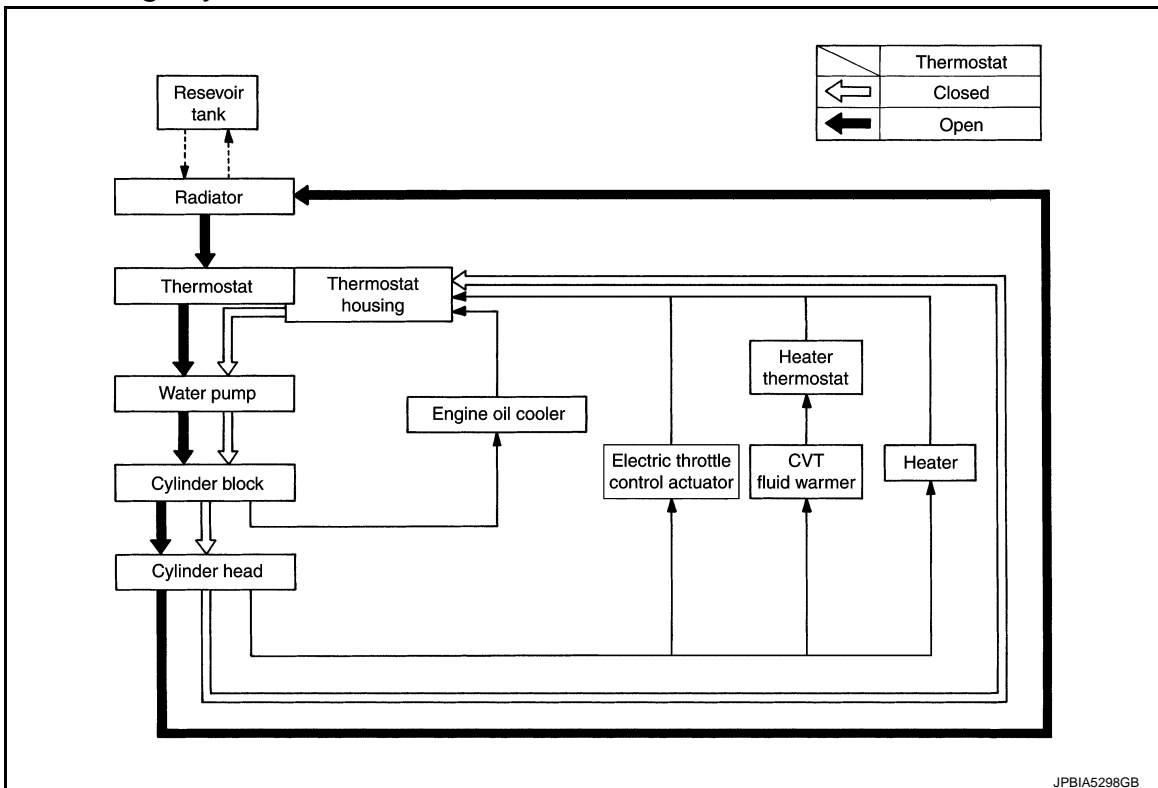 Thermostat
Closed
Open
Resevoir
tank
Radiator
Thermostat
Thermostat
housing
Water pump
Heater
thermostat
Engine oil cooler
Cylinder block
Electric throttle
control actuator
CVT
fluid warmer
Heater
Cylinder head
JPBIA5298GB